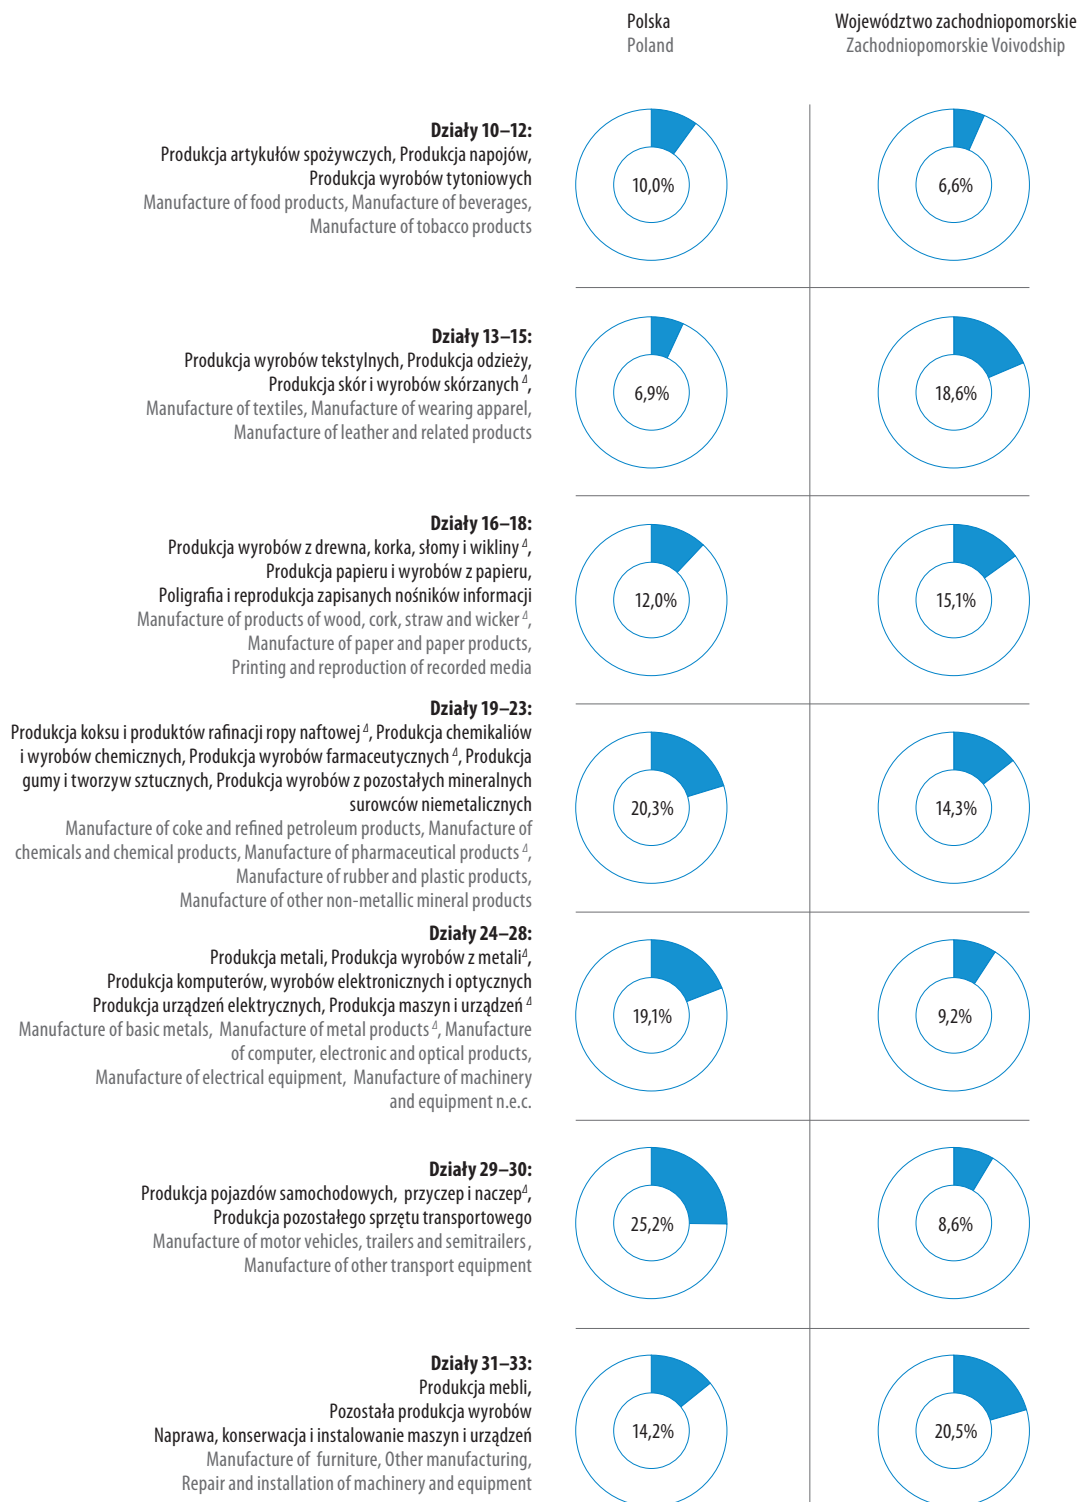 Polska
Poland
Województwo zachodniopomorskie
Zachodniopomorskie Voivodship
Działy 10–12:
Produkcja artykułów spożywczych, Produkcja napojów,
Produkcja wyrobów tytoniowych
Manufacture of food products, Manufacture of beverages,
Manufacture of tobacco products
10,0%
6,6%
Działy 13–15:
Produkcja wyrobów tekstylnych, Produkcja odzieży,
Produkcja skór i wyrobów skórzanych Δ,
Manufacture of textiles, Manufacture of wearing apparel,
Manufacture of leather and related products
6,9%
18,6%
Działy 16–18:
Produkcja wyrobów z drewna, korka, słomy i wikliny Δ,
Produkcja papieru i wyrobów z papieru,
Poligrafia i reprodukcja zapisanych nośników informacji
Manufacture of products of wood, cork, straw and wicker Δ,
Manufacture of paper and paper products,
Printing and reproduction of recorded media
12,0%
15,1%
Działy 19–23:
Produkcja koksu i produktów rafinacji ropy naftowej Δ, Produkcja chemikaliów
i wyrobów chemicznych, Produkcja wyrobów farmaceutycznych Δ, Produkcja
gumy i tworzyw sztucznych, Produkcja wyrobów z pozostałych mineralnych
surowców niemetalicznych
Manufacture of coke and refined petroleum products, Manufacture of
chemicals and chemical products, Manufacture of pharmaceutical products Δ,
Manufacture of rubber and plastic products,
Manufacture of other non-metallic mineral products
20,3%
14,3%
Działy 24–28:
Produkcja metali, Produkcja wyrobów z metali Δ,
Produkcja komputerów, wyrobów elektronicznych i optycznych
Produkcja urządzeń elektrycznych, Produkcja maszyn i urządzeń Δ
Manufacture of basic metals, Manufacture of metal products Δ, Manufacture
of computer, electronic and optical products,
Manufacture of electrical equipment, Manufacture of machinery
and equipment n.e.c.
19,1%
9,2%
Działy 29–30:
Produkcja pojazdów samochodowych, przyczep i naczep Δ,
Produkcja pozostałego sprzętu transportowego
Manufacture of motor vehicles, trailers and semitrailers ,
Manufacture of other transport equipment
25,2%
8,6%
Działy 31–33:
Produkcja mebli,
Pozostała produkcja wyrobów
Naprawa, konserwacja i instalowanie maszyn i urządzeń
Manufacture of furniture, Other manufacturing,
Repair and installation of machinery and equipment
14,2%
20,5%